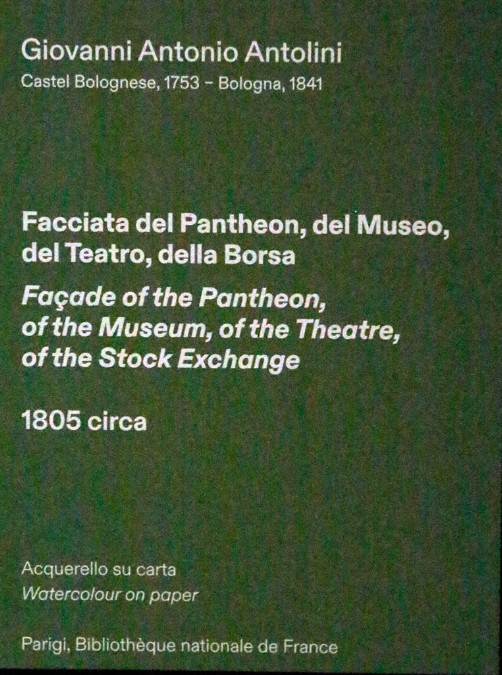 Giovanni Antonio Antolini
Castel Bolognese, 1753 – Bologna, 1841
Facciata del Pantheon, del Museo,
del Teatro, della Borsa
Façade of the Pantheon,
of the Museum, of the Theatre,
of the Stock Exchange
1805 circa
Acquerello su carta
Watercolour on paper
Parigi, Bibliothèque nationale de France